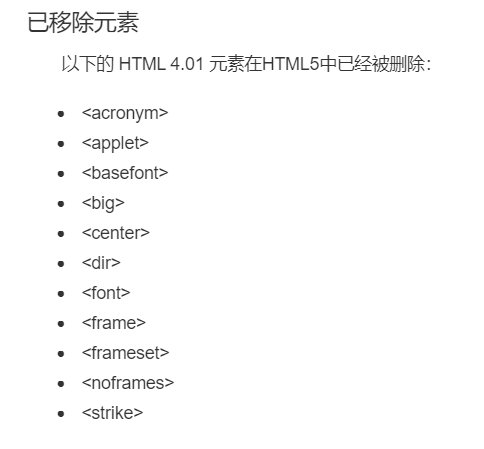 已移除元素
以下的 HTML 4.01 元素在HTML5中已经被删除：
• <acronym>
• <applet>
• <basefont>
• <big>
• <center>
• <dir>
• <font>
• <frame>
• <frameset>
• <noframes>
• <strike>